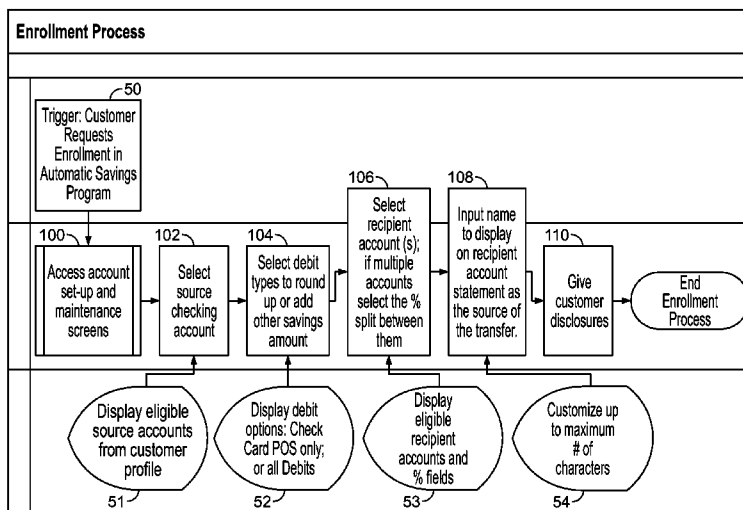 Enrollment Process
50
Trigger: Customer
Requests
Enrollment in
Automatic Savings
Program
100
Access account
set-up and
maintenance
screens
102
Select
source
checking
account
104
Select debit
types to round
up or add
other savings
amount
106
Select
recipient
account (s);
if multiple
accounts
select the %
split between
them
108
Input name
to display
on recipient
account
statement as
the source
of the
transfer.
110
Give
customer
disclosures
End
Enrollment
Process
Display eligible
source accounts
from customer
profile
51
Display debit
options: Check
Card POS only;
or all Debits
52
Display
eligible
recipient
accounts and
% fields
53
Customize up
to maximum
# of
characters
54